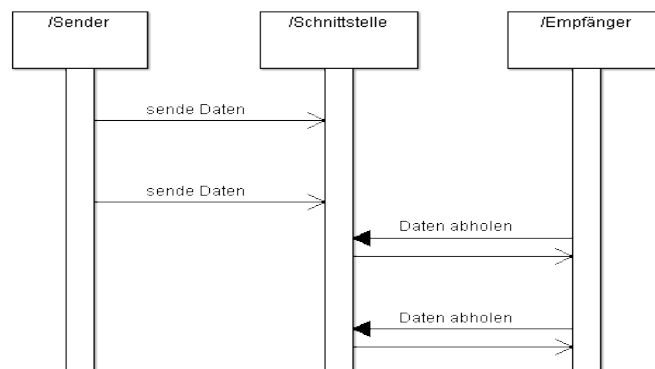 /Sender
/Schnittstelle
/Empfänger
sende Daten
sende Daten
Daten abholen
Daten abholen